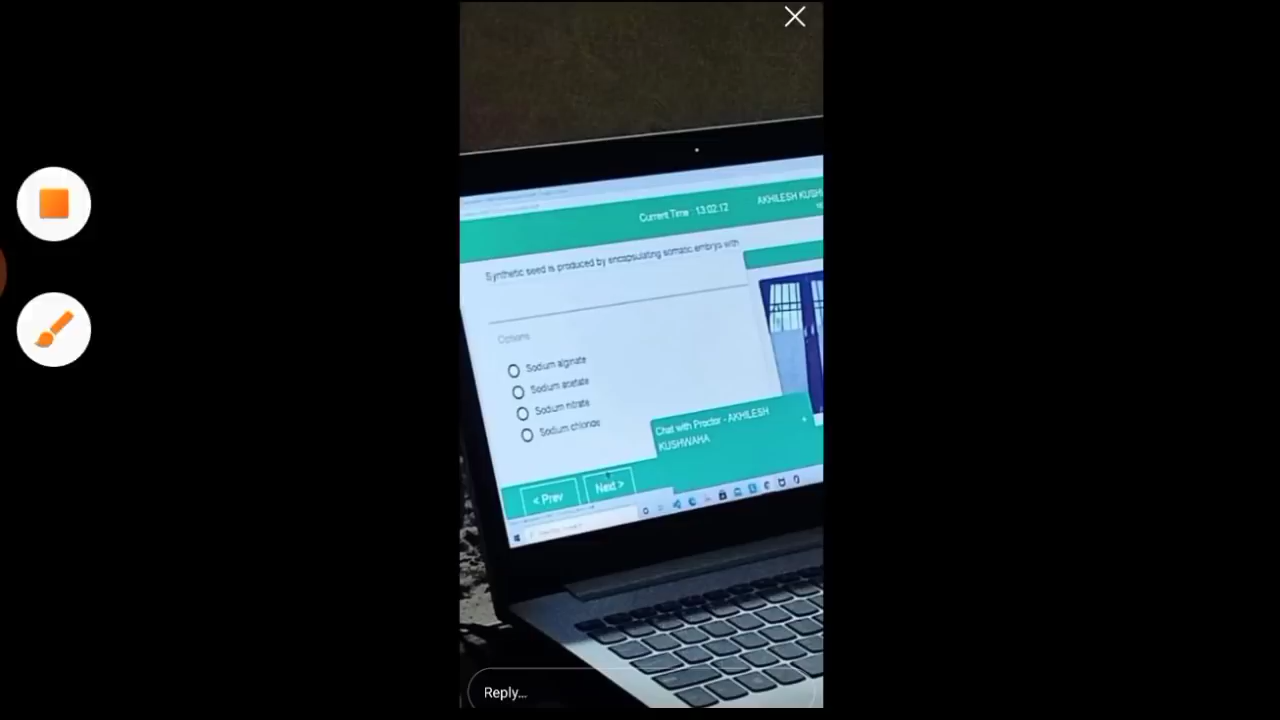 Current Time : 13:02:12
AKHILESH KUSH
Synthetic seed is produced by encapsulating somatic embryo with
Options
Sodium alginate
Sodium acetate
Sodium nitrate
Sodium chloride
Chat with Proctor - AKHILESH
KUSHWAHA
+
< Prev
Next >
Reply...